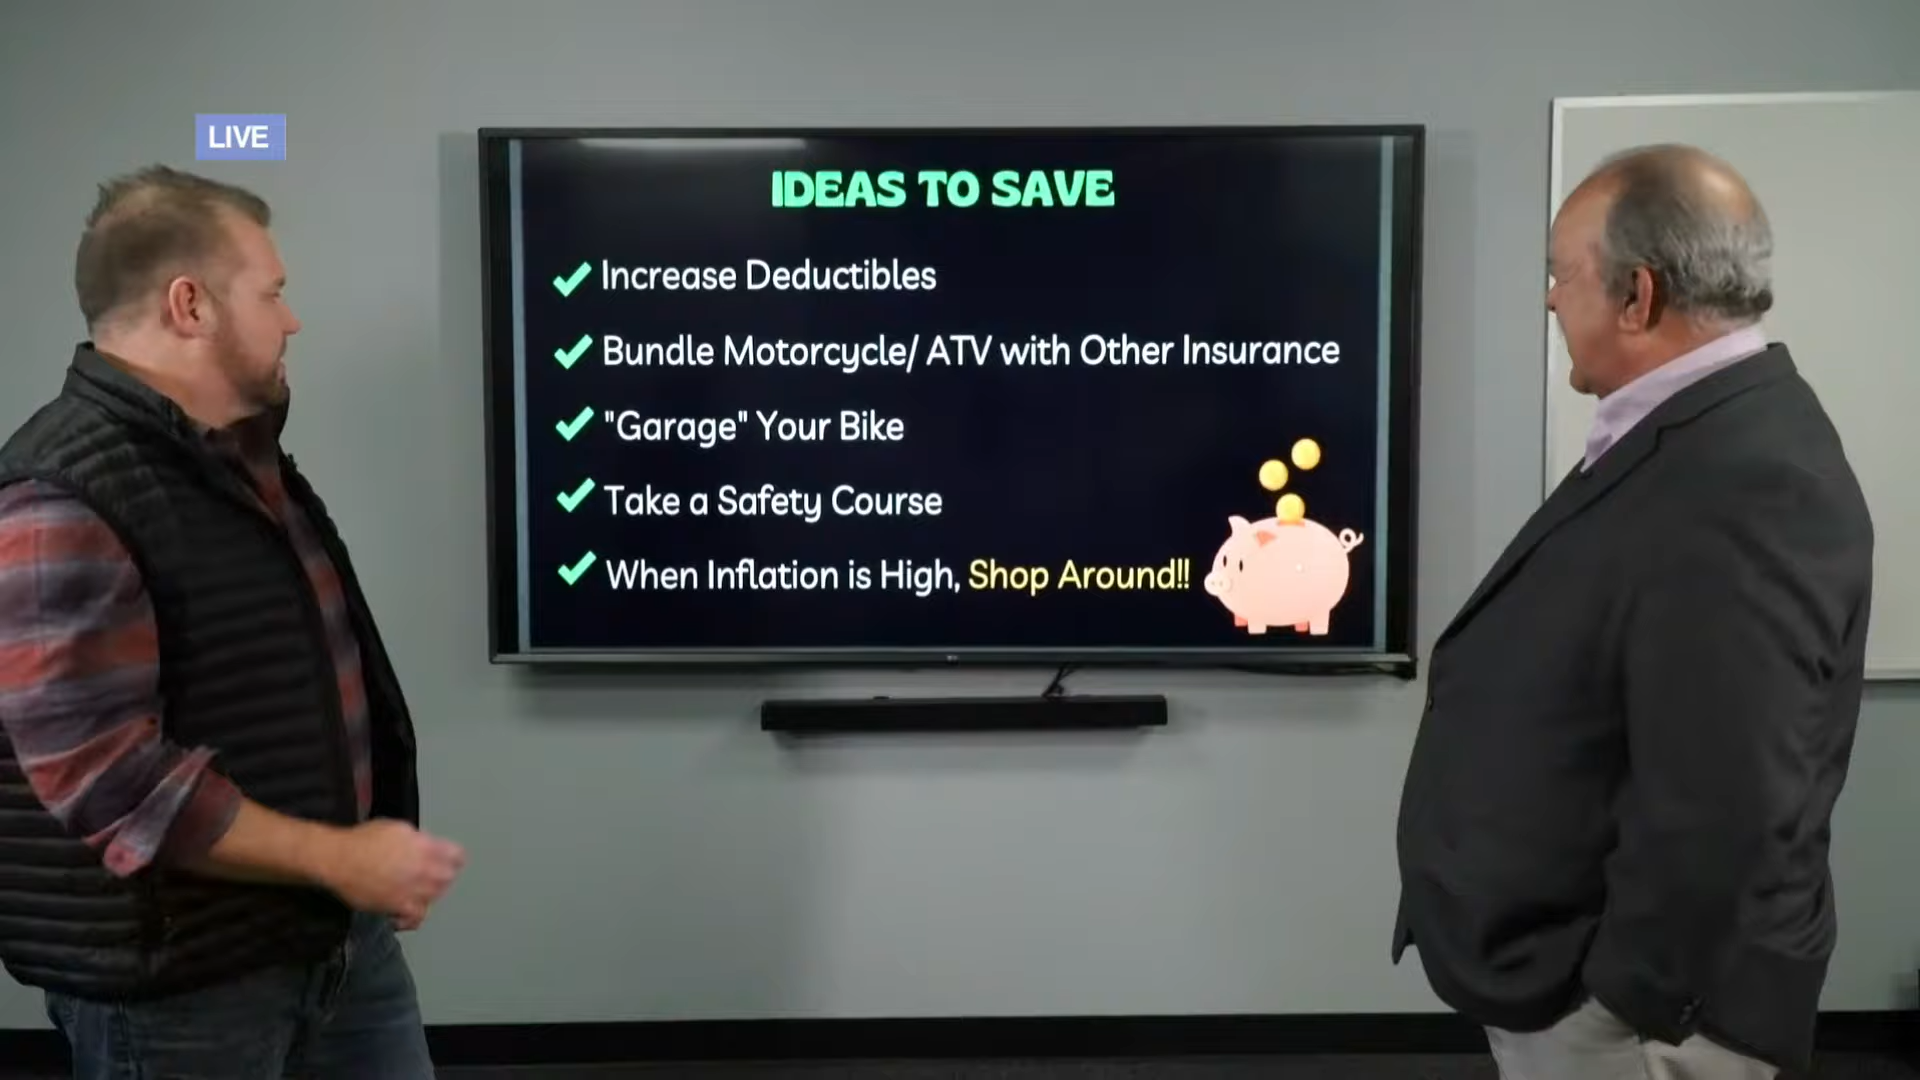 LIVE
IDEAS TO SAVE
Increase Deductibles
Bundle Motorcycle/ ATV with Other Insurance
"Garage" Your Bike
Take a Safety Course
When Inflation is High, Shop Around!!